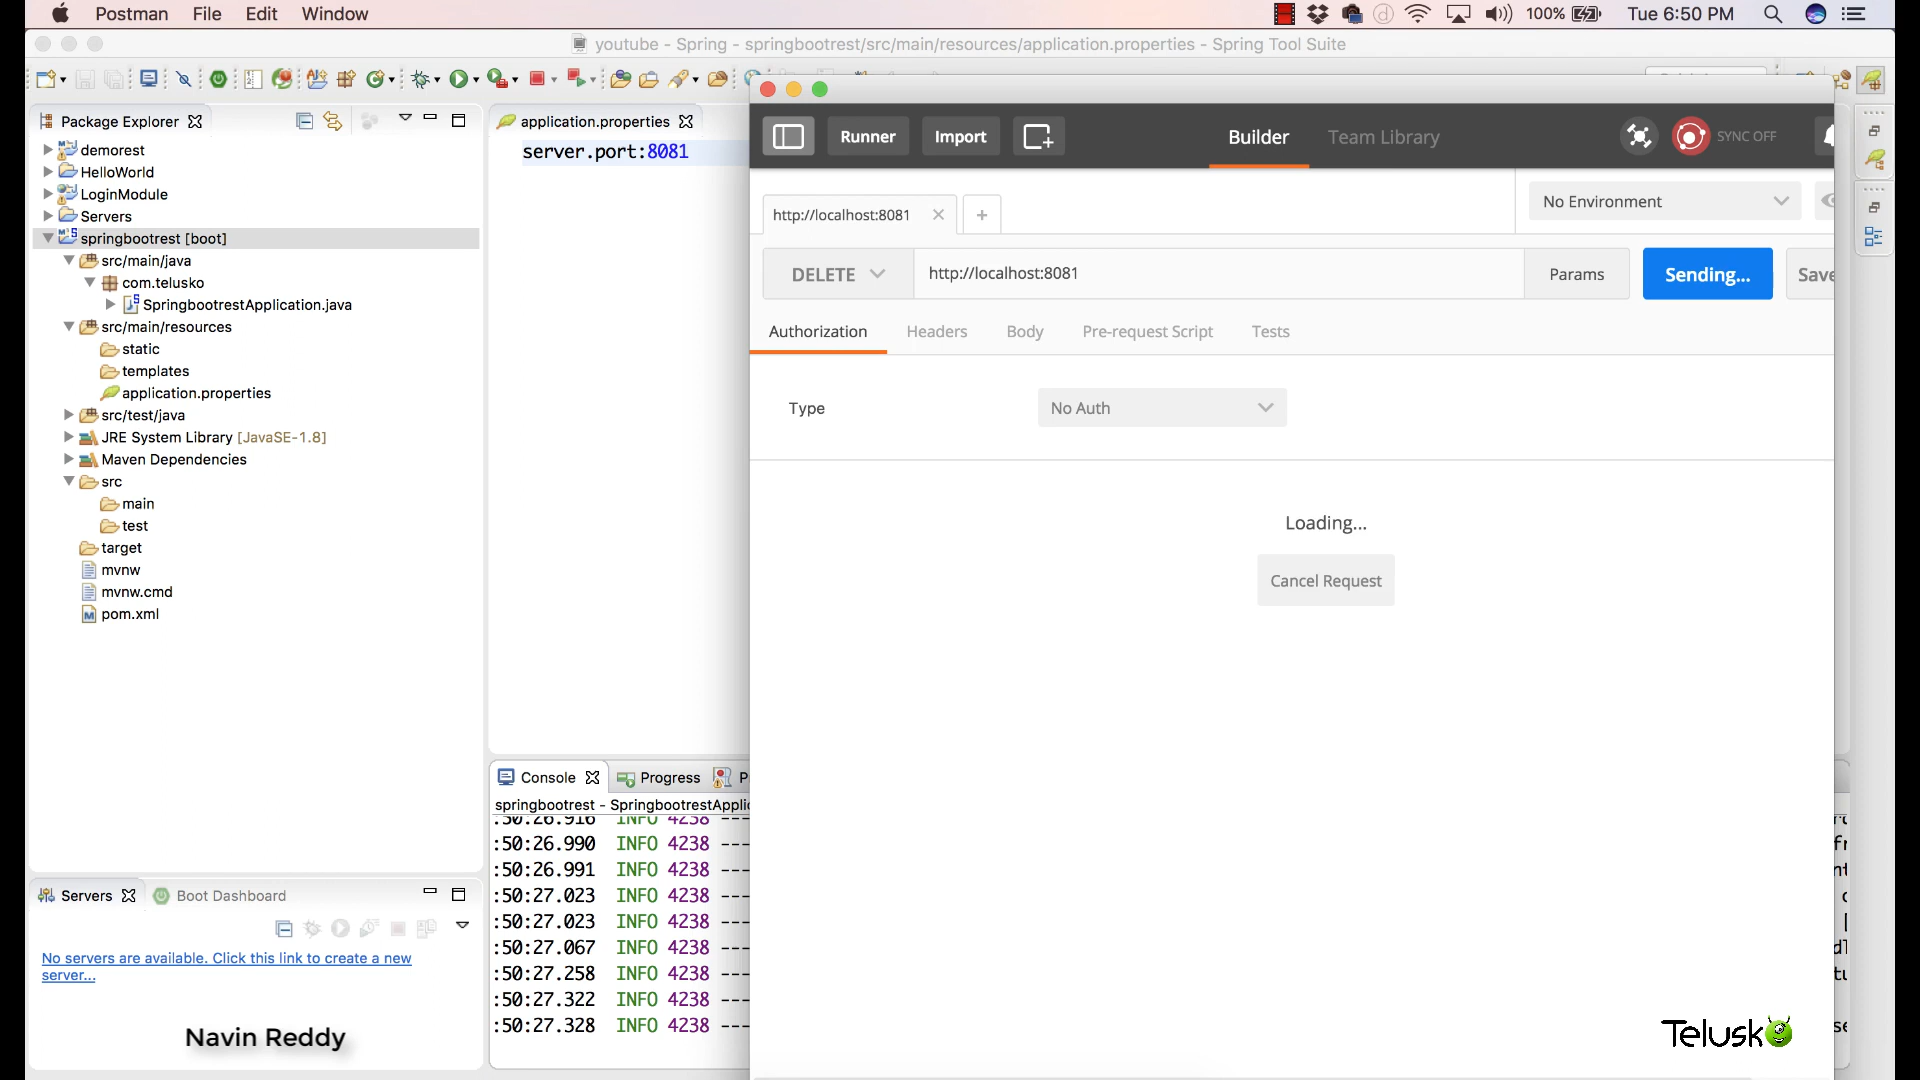 Postman File Edit Window 100% Tue 6:50 PM
youtube - Spring - springbootrest/src/main/resources/application.properties - Spring Tool Suite
Package Explorer
demorest
HelloWorld
LoginModule
Servers
springbootrest [boot]
src/main/java
com.telusko
SpringbootrestApplication.java
src/main/resources
static
templates
application.properties
src/test/java
JRE System Library [JavaSE-1.8]
Maven Dependencies
src
main
test
target
mvnw
mvnw.cmd
pom.xml
Servers Boot Dashboard
No servers are available. Click this link to create a new
server...
Navin Reddy
application.properties
server.port:8081
Console Progress P
springbootrest - SpringbootrestApplic
:50:26.916 INFO 4238 ---
:50:26.990 INFO 4238 ---
:50:26.991 INFO 4238 ---
:50:27.023 INFO 4238 ---
:50:27.023 INFO 4238 ---
:50:27.067 INFO 4238 ---
:50:27.258 INFO 4238 ---
:50:27.322 INFO 4238 ---
:50:27.328 INFO 4238 ---
Runner Import Builder Team Library SYNC OFF
http://localhost:8081 + No Environment
DELETE http://localhost:8081 Params Sending... Save
Authorization Headers Body Pre-request Script Tests
Type No Auth
Loading...
Cancel Request
Telusko